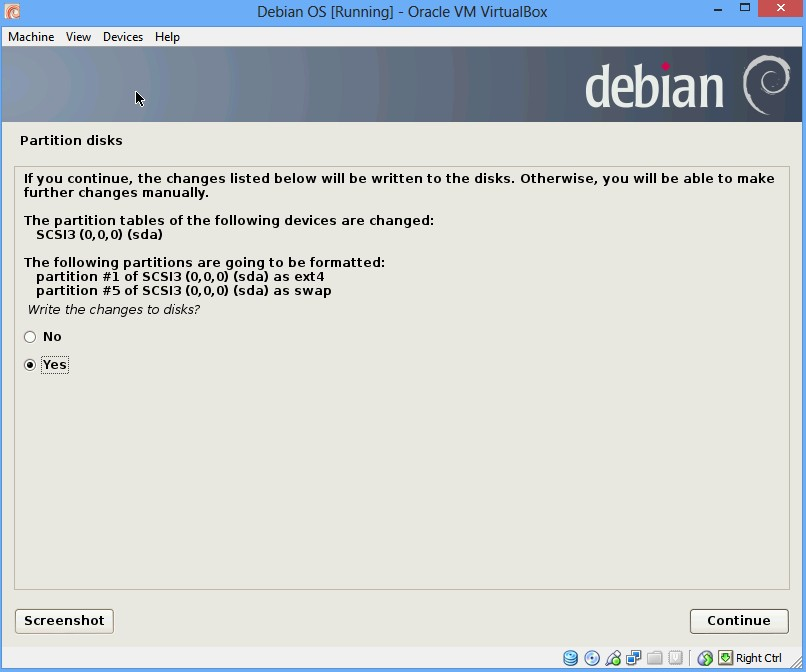 Debian OS [Running] - Oracle VM VirtualBox
Machine View Devices Help
debian
Partition disks
If you continue, the changes listed below will be written to the disks. Otherwise, you will be able to make
further changes manually.
The partition tables of the following devices are changed:
SCSI3 (0,0,0) (sda)
The following partitions are going to be formatted:
partition #1 of SCSI3 (0,0,0) (sda) as ext4
partition #5 of SCSI3 (0,0,0) (sda) as swap
Write the changes to disks?
No
Yes
Screenshot Continue
Right Ctrl